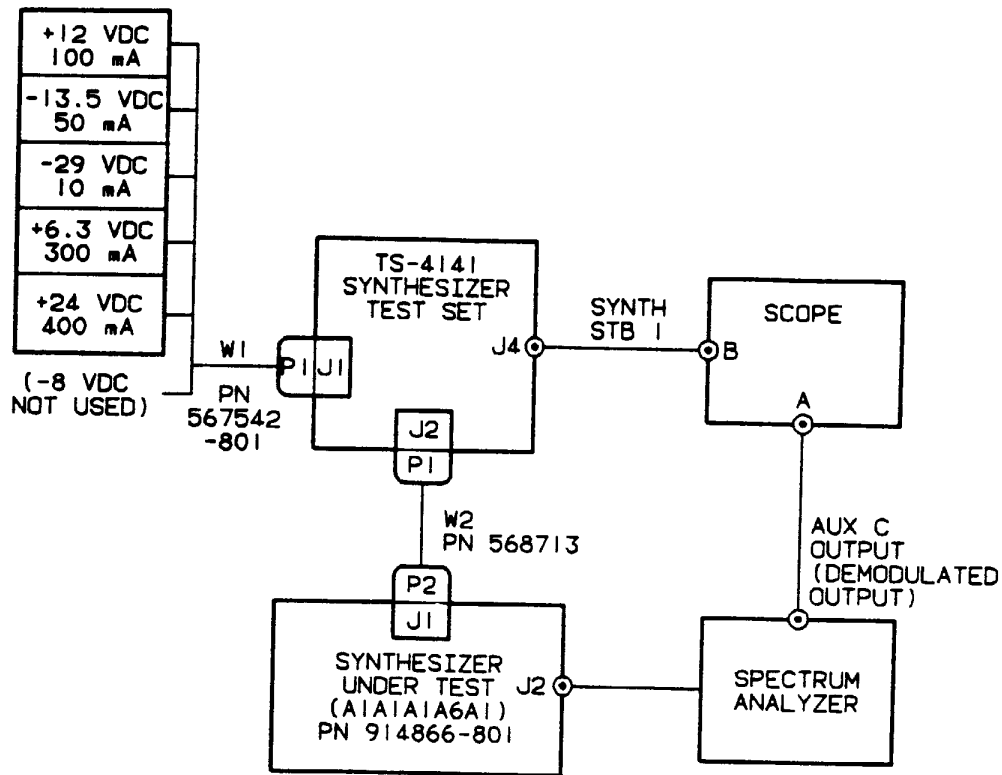 +12 VDC
100 mA
-13.5 VDC
50 mA
-29 VDC
10 mA
+6.3 VDC
300 mA
+24 VDC
400 mA
(-8 VDC
NOT USED)
W1
PN
567542
-801
P1
J1
TS-4141
SYNTHESIZER
TEST SET
J4
J2
P1
SYNTH
STB 1
B
SCOPE
A
W2
PN 568713
AUX C
OUTPUT
(DEMODULATED
OUTPUT)
P2
J1
SYNTHESIZER
UNDER TEST
(A1A1A1A6A1)
PN 914866-801
J2
SPECTRUM
ANALYZER